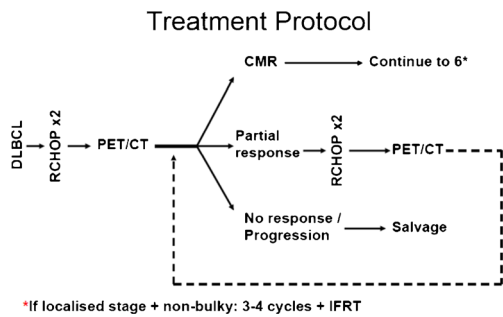 Treatment Protocol
CMR
Continue to 6*
DLBCL
RCHOP x2
PET/CT
Partial
response
RCHOP x2
PET/CT
No response /
Progression
Salvage
*If localised stage + non-bulky: 3-4 cycles + IFRT